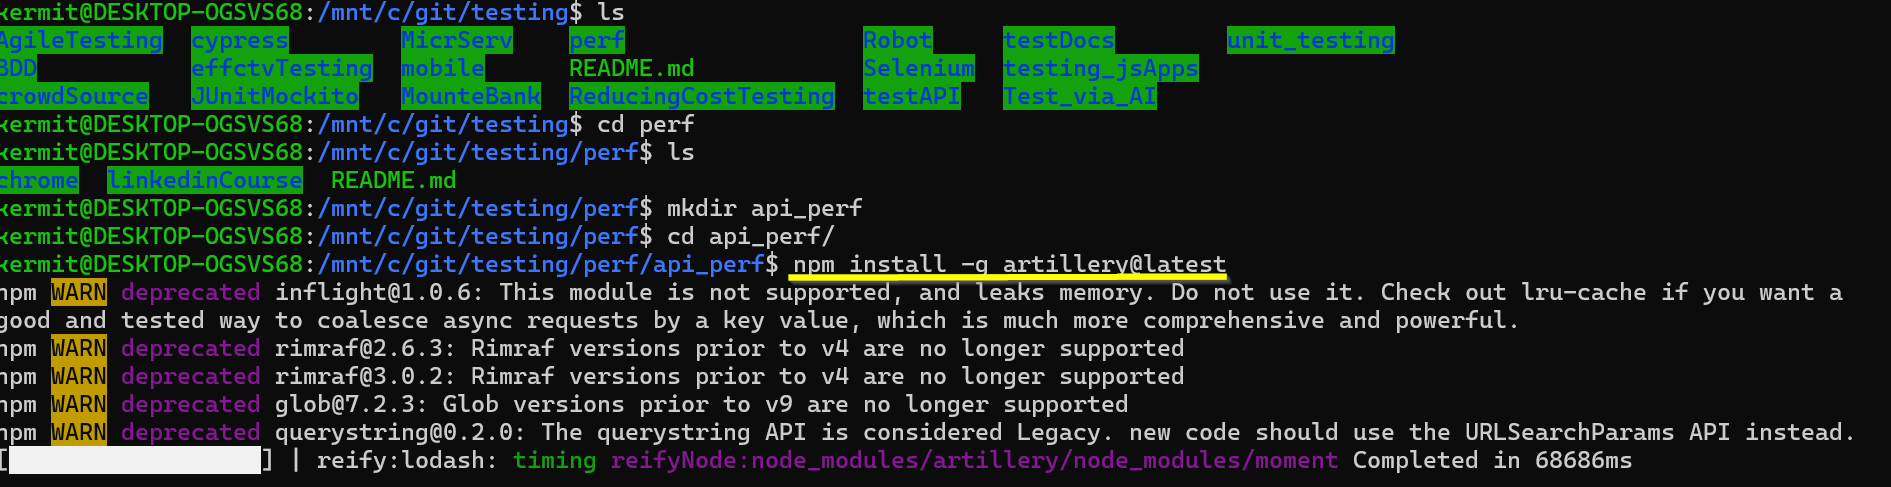 kermit@DESKTOP-OGSVS68:/mnt/c/git/testing$ ls
AgileTesting cypress MicrServ perf Robot testDocs unit_testing
BDD effctvTesting mobile README.md Selenium testing_jsApps
crowdSource JUnitMockito MounteBank ReducingCostTesting testAPI Test_via_AI
kermit@DESKTOP-OGSVS68:/mnt/c/git/testing$ cd perf
kermit@DESKTOP-OGSVS68:/mnt/c/git/testing/perf$ ls
chrome linkedinCourse README.md
kermit@DESKTOP-OGSVS68:/mnt/c/git/testing/perf$ mkdir api_perf
kermit@DESKTOP-OGSVS68:/mnt/c/git/testing/perf$ cd api_perf/
kermit@DESKTOP-OGSVS68:/mnt/c/git/testing/perf/api_perf$ npm install -g artillery@latest
npm WARN deprecated inflight@1.0.6: This module is not supported, and leaks memory. Do not use it. Check out lru-cache if you want a
good and tested way to coalesce async requests by a key value, which is much more comprehensive and powerful.
npm WARN deprecated rimraf@2.6.3: Rimraf versions prior to v4 are no longer supported
npm WARN deprecated rimraf@3.0.2: Rimraf versions prior to v4 are no longer supported
npm WARN deprecated glob@7.2.3: Glob versions prior to v9 are no longer supported
npm WARN deprecated querystring@0.2.0: The querystring API is considered Legacy. new code should use the URLSearchParams API instead.
[                  ] | reify:lodash: timing reifyNode:node_modules/artillery/node_modules/moment Completed in 68686ms